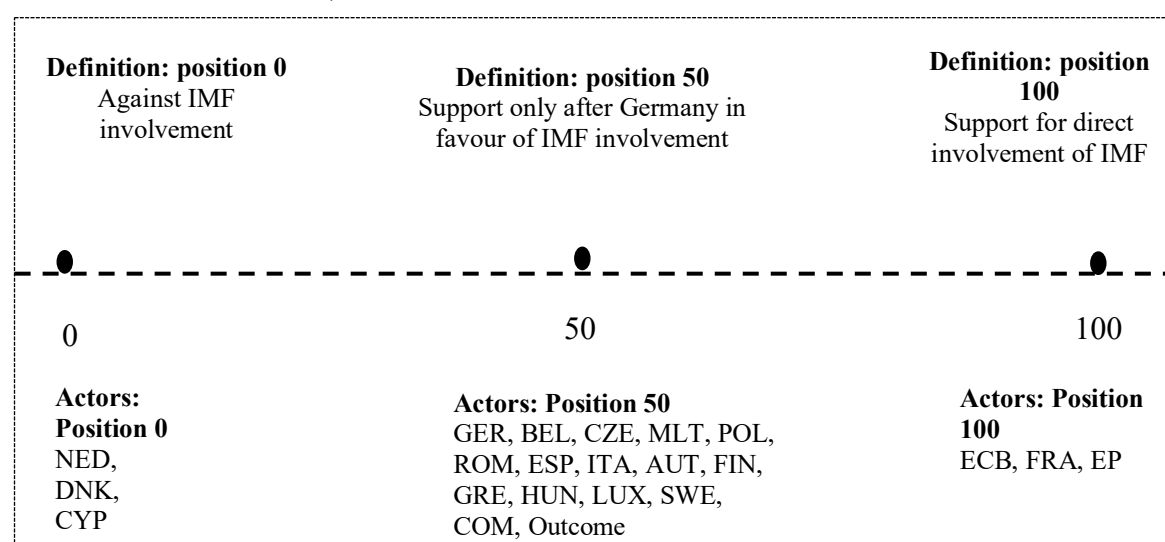 Definition: position 0
Against IMF
involvement
Definition: position 50
Support only after Germany in
favour of IMF involvement
Definition: position
100
Support for direct
involvement of IMF
0
50
100
Actors:
Position 0
NED,
DNK,
CYP
Actors: Position 50
GER, BEL, CZE, MLT, POL,
ROM, ESP, ITA, AUT, FIN,
GRE, HUN, LUX, SWE,
COM, Outcome
Actors: Position
100
ECB, FRA, EP